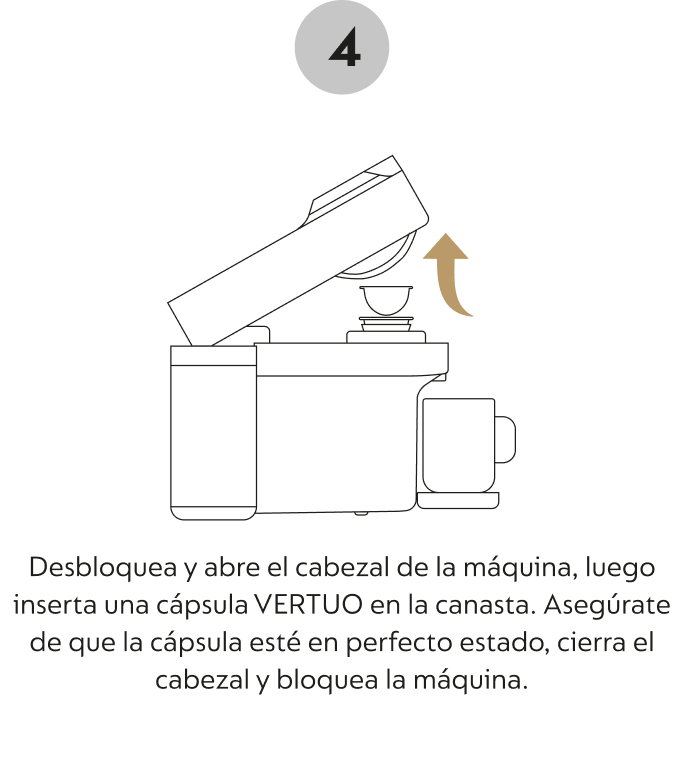 4
Desbloquea y abre el cabezal de la máquina, luego
inserta una cápsula VERTUO en la canasta. Asegúrate
de que la cápsula esté en perfecto estado, cierra el
cabezal y bloquea la máquina.